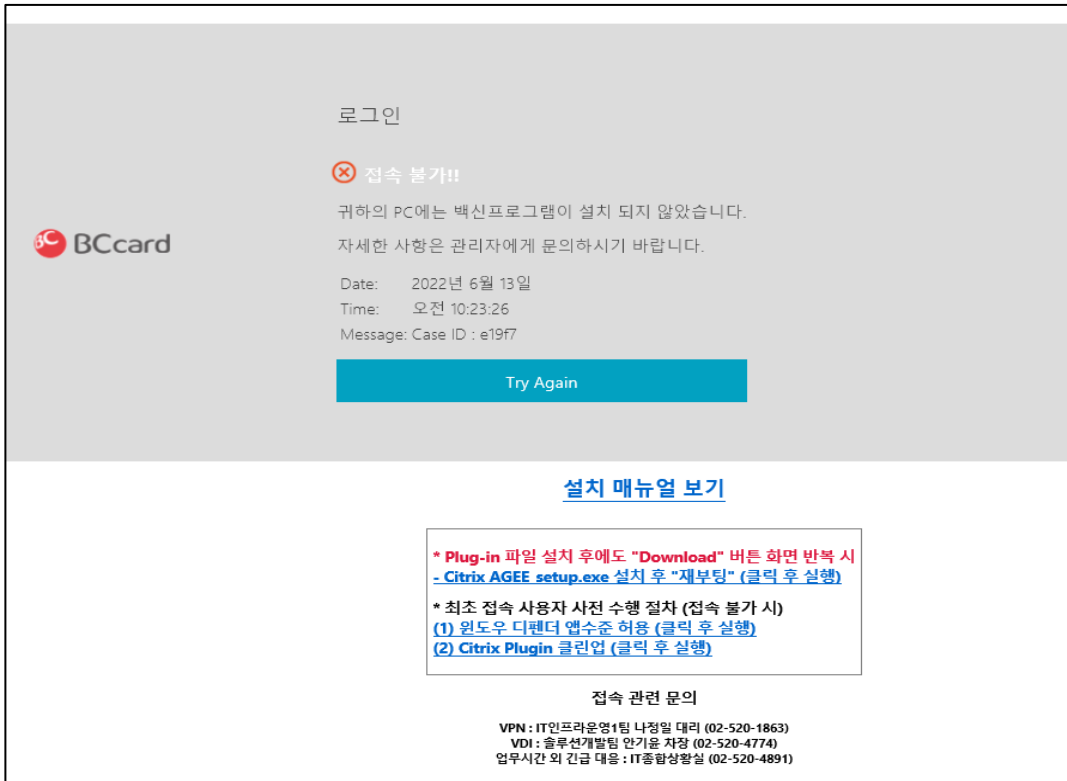 로그인
접속 불가!!
귀하의 PC에는 백신프로그램이 설치 되지 않았습니다.
BCcard
자세한 사항은 관리자에게 문의하시기 바랍니다.
Date: 2022년 6월 13일
Time: 오전 10:23:26
Message: Case ID : e19f7
Try Again
설치 매뉴얼 보기
* Plug-in 파일 설치 후에도 "Download" 버튼 화면 반복 시
- Citrix AGEE setup.exe 설치 후 "재부팅" (클릭 후 실행)
* 최초 접속 사용자 사전 수행 절차 (접속 불가 시)
(1) 윈도우 디펜더 앱수준 허용 (클릭 후 실행)
(2) Citrix Plugin 클린업 (클릭 후 실행)
접속 관련 문의
VPN : IT인프라운영1팀 나정일 대리 (02-520-1863)
VDI : 솔루션개발팀 안기윤 차장 (02-520-4774)
업무시간 외 긴급 대응 : IT종합상황실 (02-520-4891)